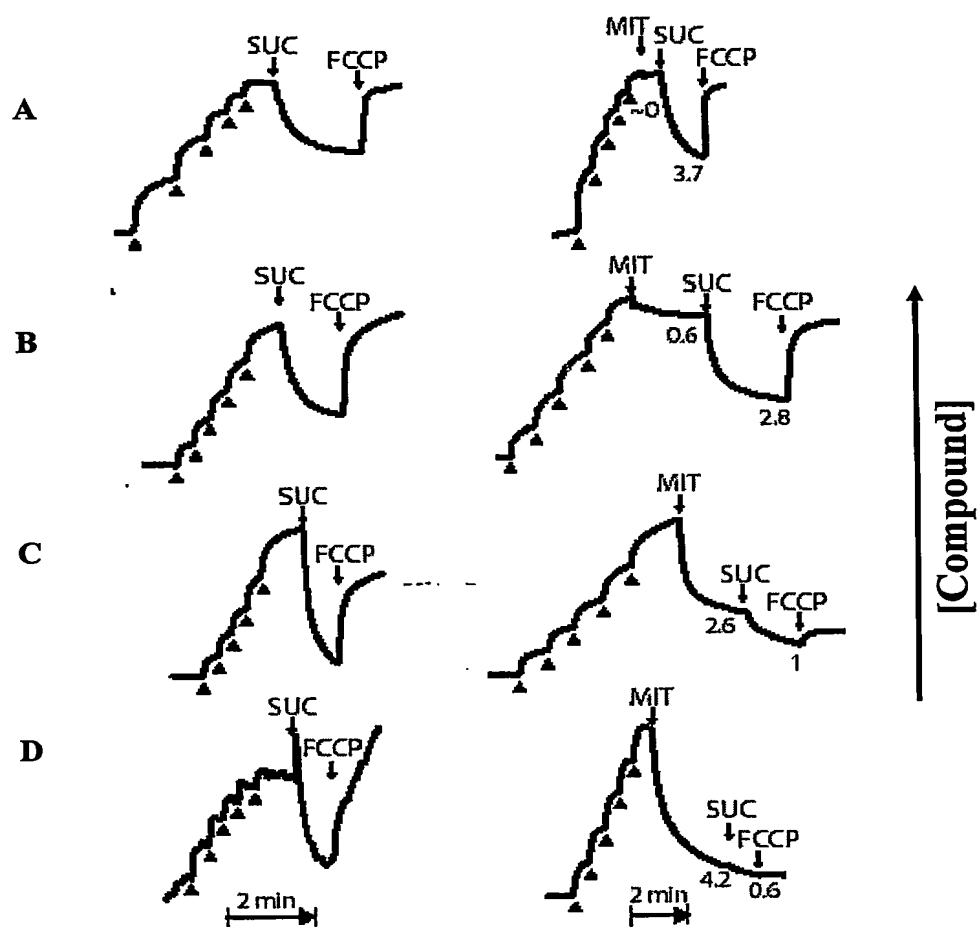 SUC
FCCP
MIT
SUC
FCCP
A
~0
3.7
SUC
FCCP
MIT
SUC
FCCP
B
0.6
2.8
SUC
FCCP
MIT
SUC
FCCP
C
2.6
1
[Compound]
SUC
FCCP
MIT
SUC
FCCP
D
4.2
0.6
2 min
2 min